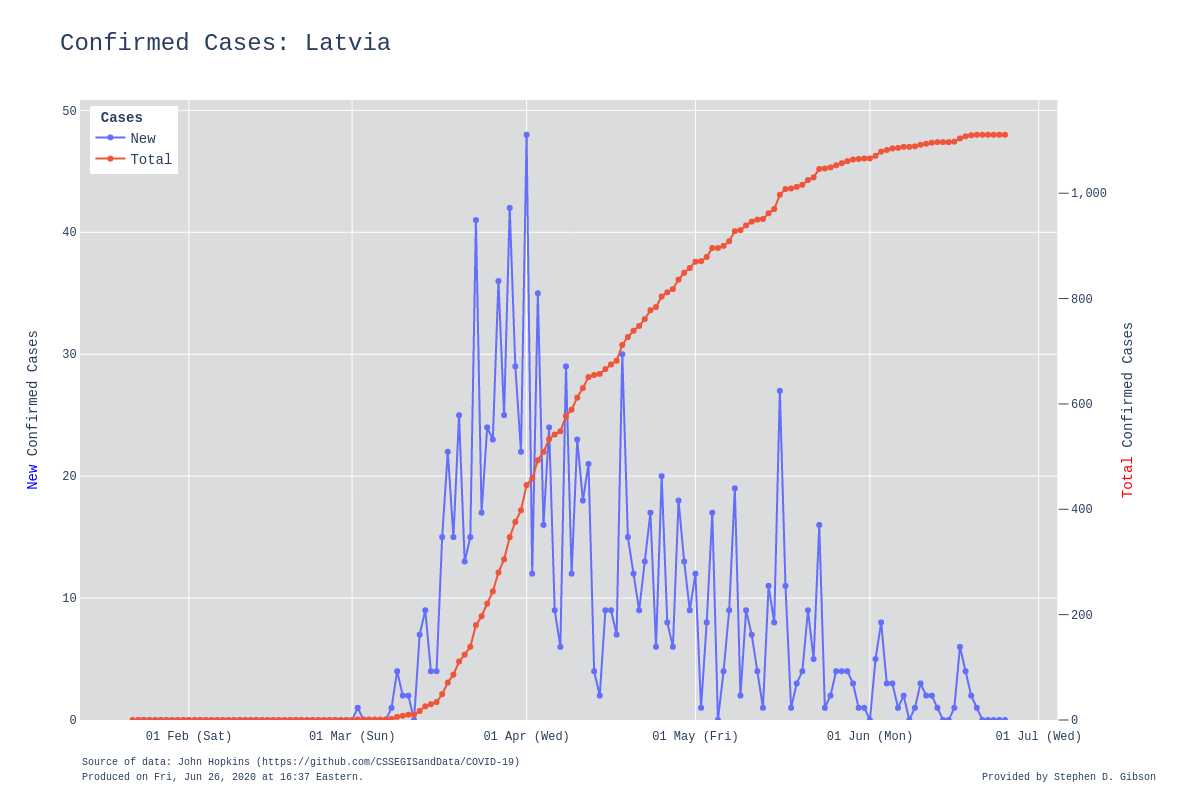 Confirmed Cases: Latvia
Cases
New
Total
50
40
30
20
10
0
1,000
800
600
400
200
0
New Confirmed Cases
Total Confirmed Cases
01 Feb (Sat)
01 Mar (Sun)
01 Apr (Wed)
01 May (Fri)
01 Jun (Mon)
01 Jul (Wed)
Source of data: John Hopkins (https://github.com/CSSEGISandData/COVID-19)
Produced on Fri, Jun 26, 2020 at 16:37 Eastern.
Provided by Stephen D. Gibson